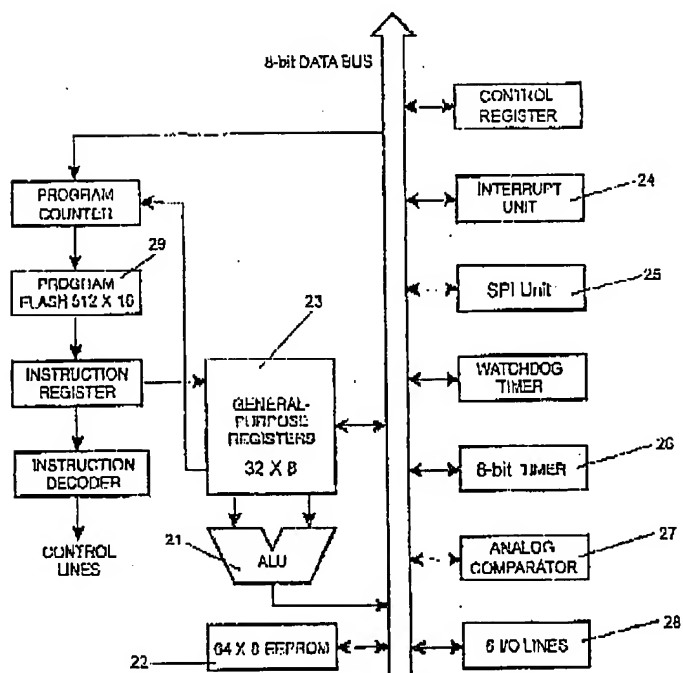 8-bit DATA BUS
CONTROL
REGISTER
PROGRAM
COUNTER
INTERRUPT
UNIT
24
29
PROGRAM
FLASH 512 X 16
SPI Unit
25
23
INSTRUCTION
REGISTER
GENERAL-
PURPOSE
REGISTERS
32 X 8
WATCHDOG
TIMER
INSTRUCTION
DECODER
8-bit TIMER
26
CONTROL
LINES
21
ALU
ANALOG
COMPARATOR
27
22
64 X 8 EEPROM
6 I/O LINES
28